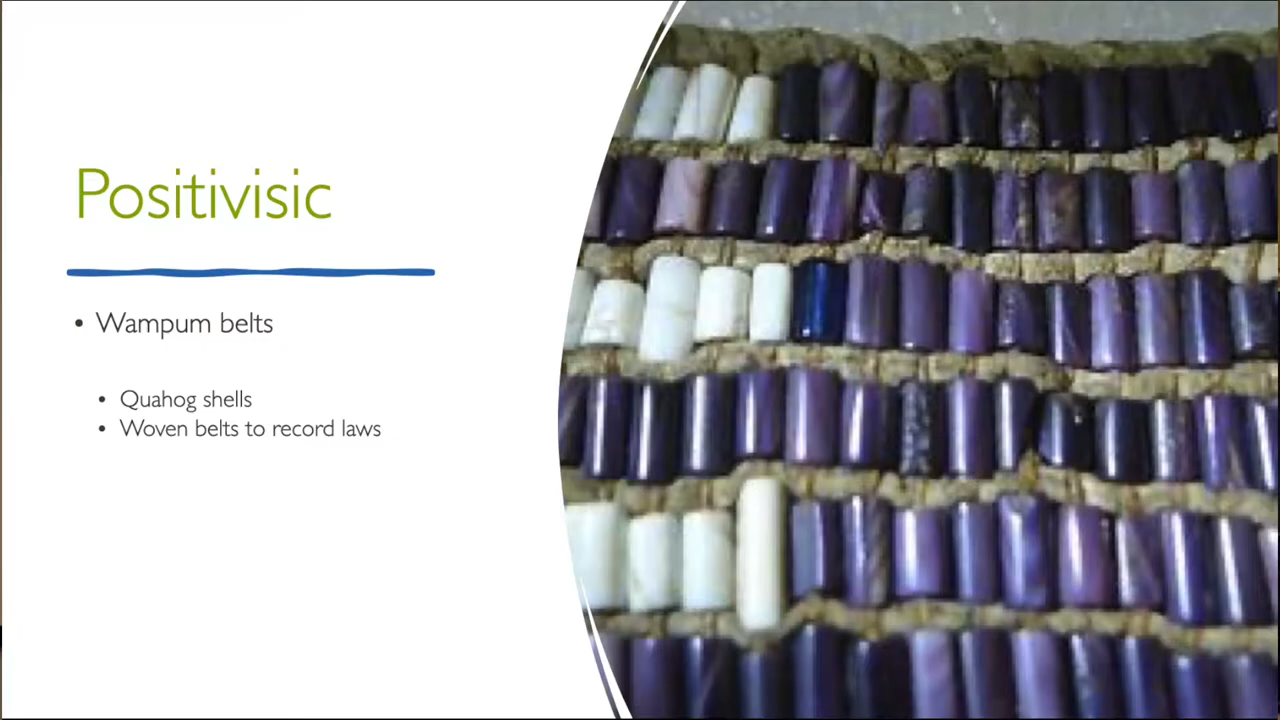 Positivisic
• Wampum belts
• Quahog shells
• Woven belts to record laws